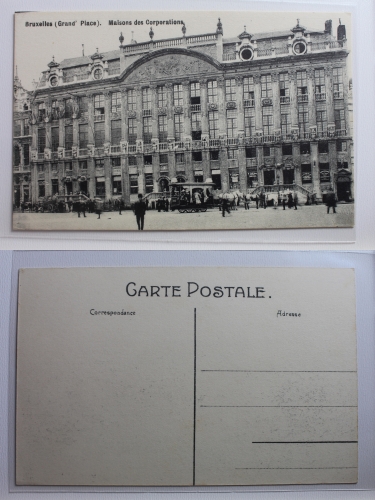 Bruxelles (Grand' Place). Maisons des Corporations.
CARTE POSTALE.
Correspondance
Adresse